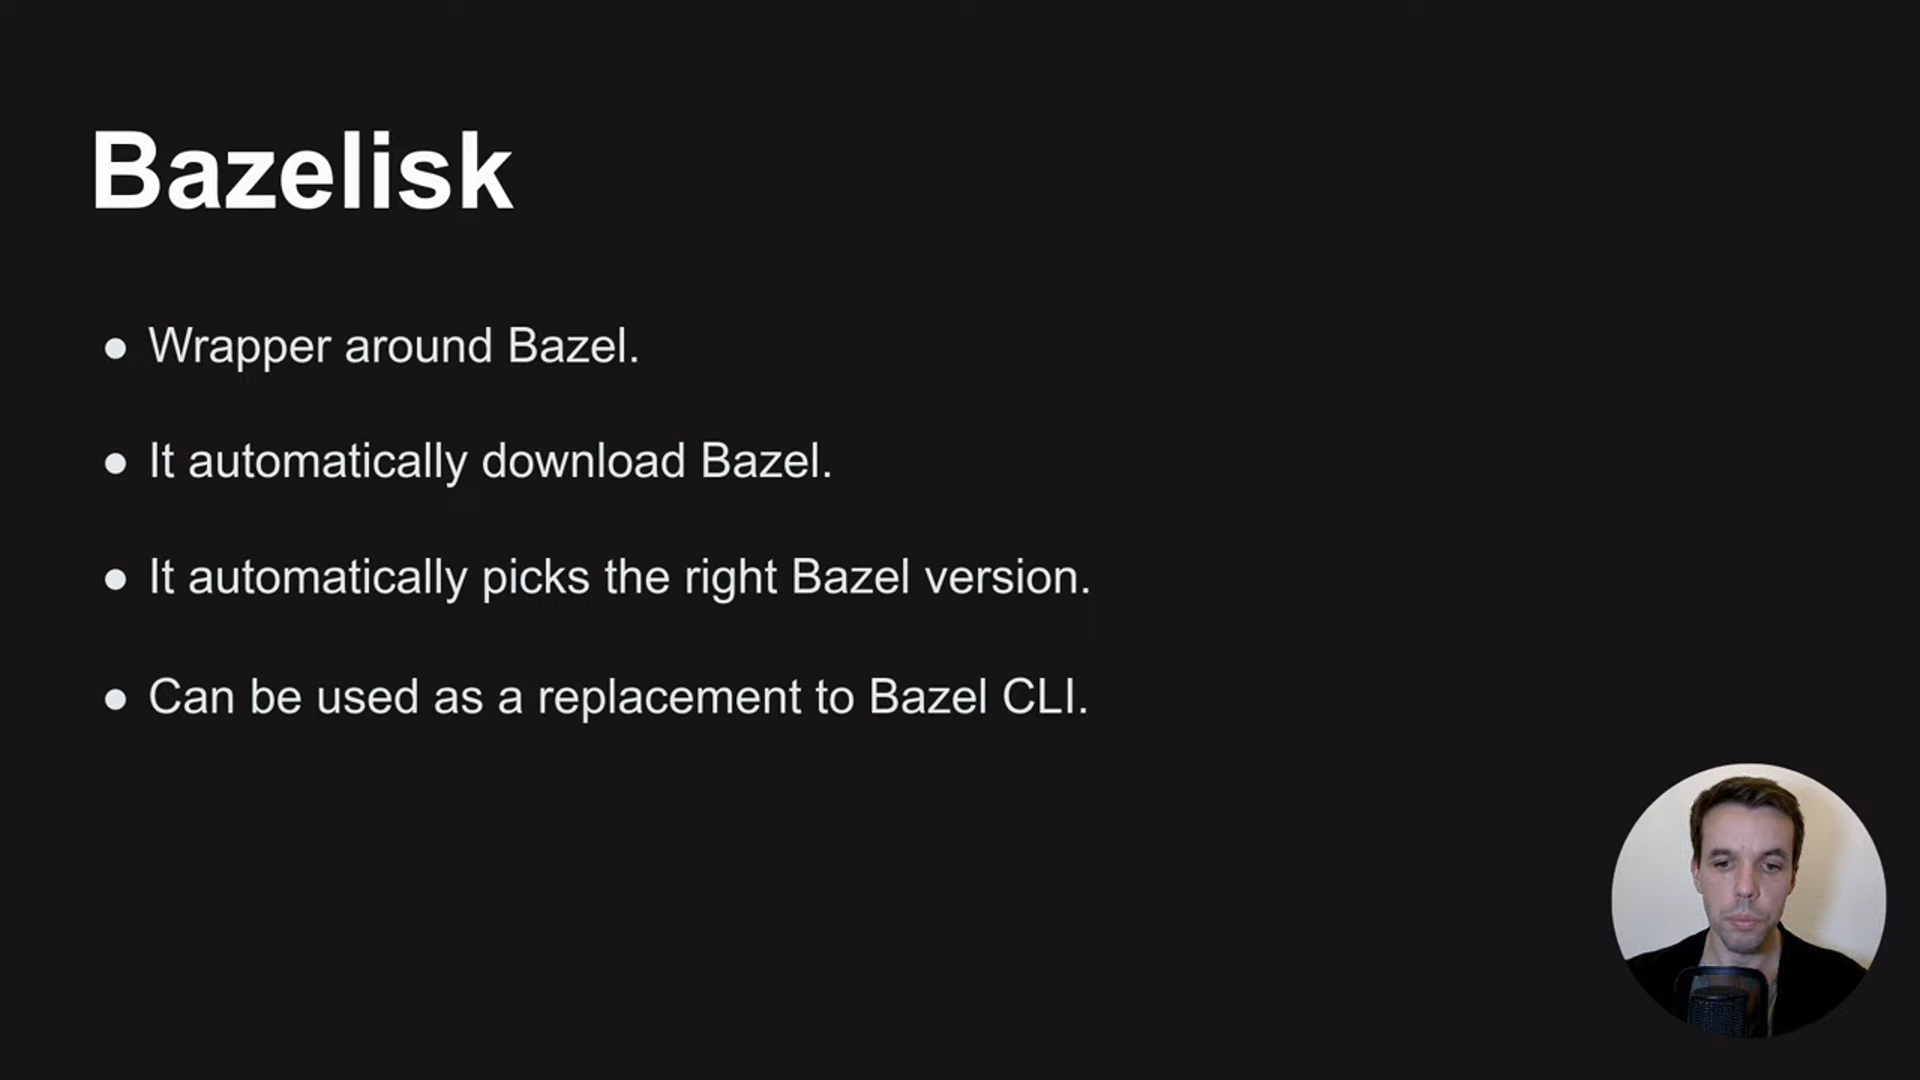 Bazelisk
● Wrapper around Bazel.
● It automatically download Bazel.
● It automatically picks the right Bazel version.
● Can be used as a replacement to Bazel CLI.